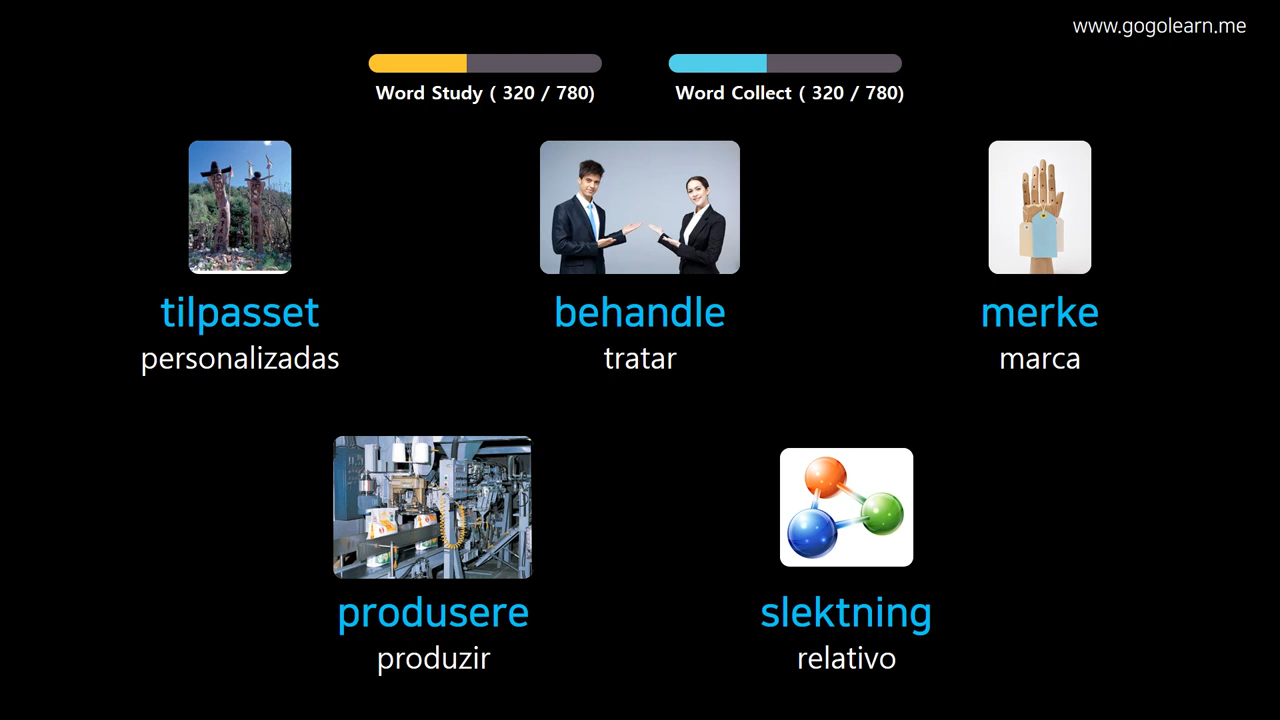 www.gogolearn.me
Word Study ( 320 / 780)
Word Collect ( 320 / 780)
tilpasset
personalizadas
behandle
tratar
merke
marca
produsere
produzir
slektning
relativo